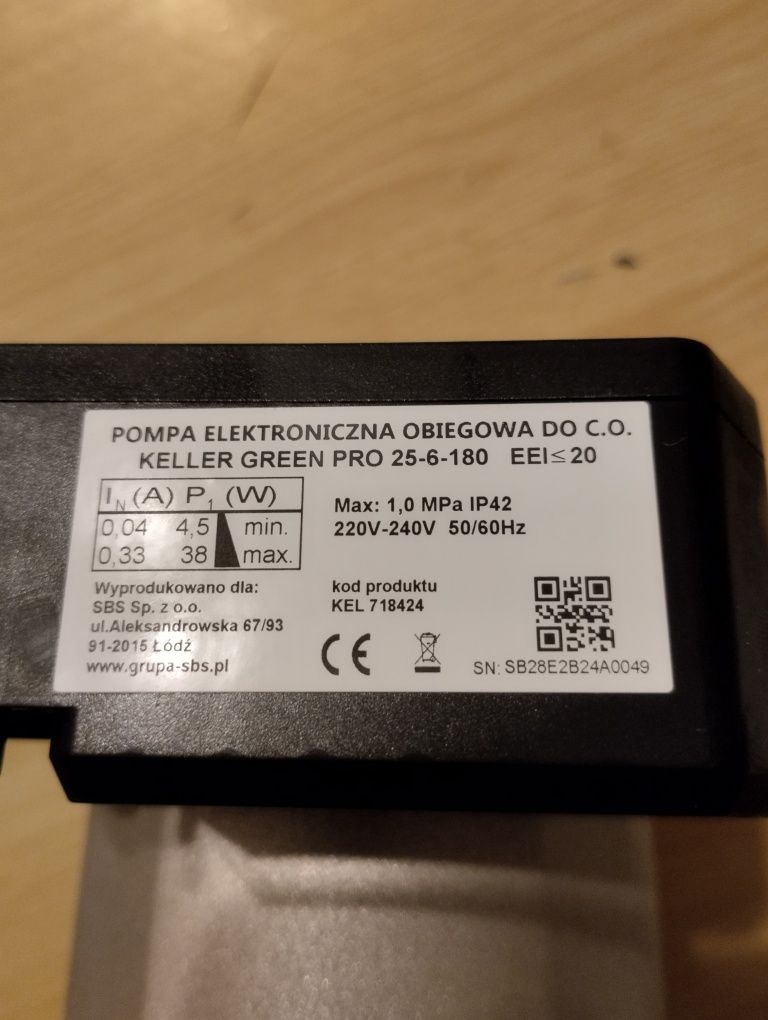 POMPA ELEKTRONICZNA OBIEGOWA DO C.O.
KELLER GREEN PRO 25-6-180 EEI≤20
I_N (A) P_1 (W)
0,04 4,5 min.
0,33 38 max.
Max: 1,0 MPa IP42
220V-240V 50/60Hz
Wyprodukowano dla:
SBS Sp. z o.o.
ul.Aleksandrowska 67/93
91-2015 Łódź
www.grupa-sbs.pl
kod produktu
KEL 718424
CE
SN: SB28E2B24A0049